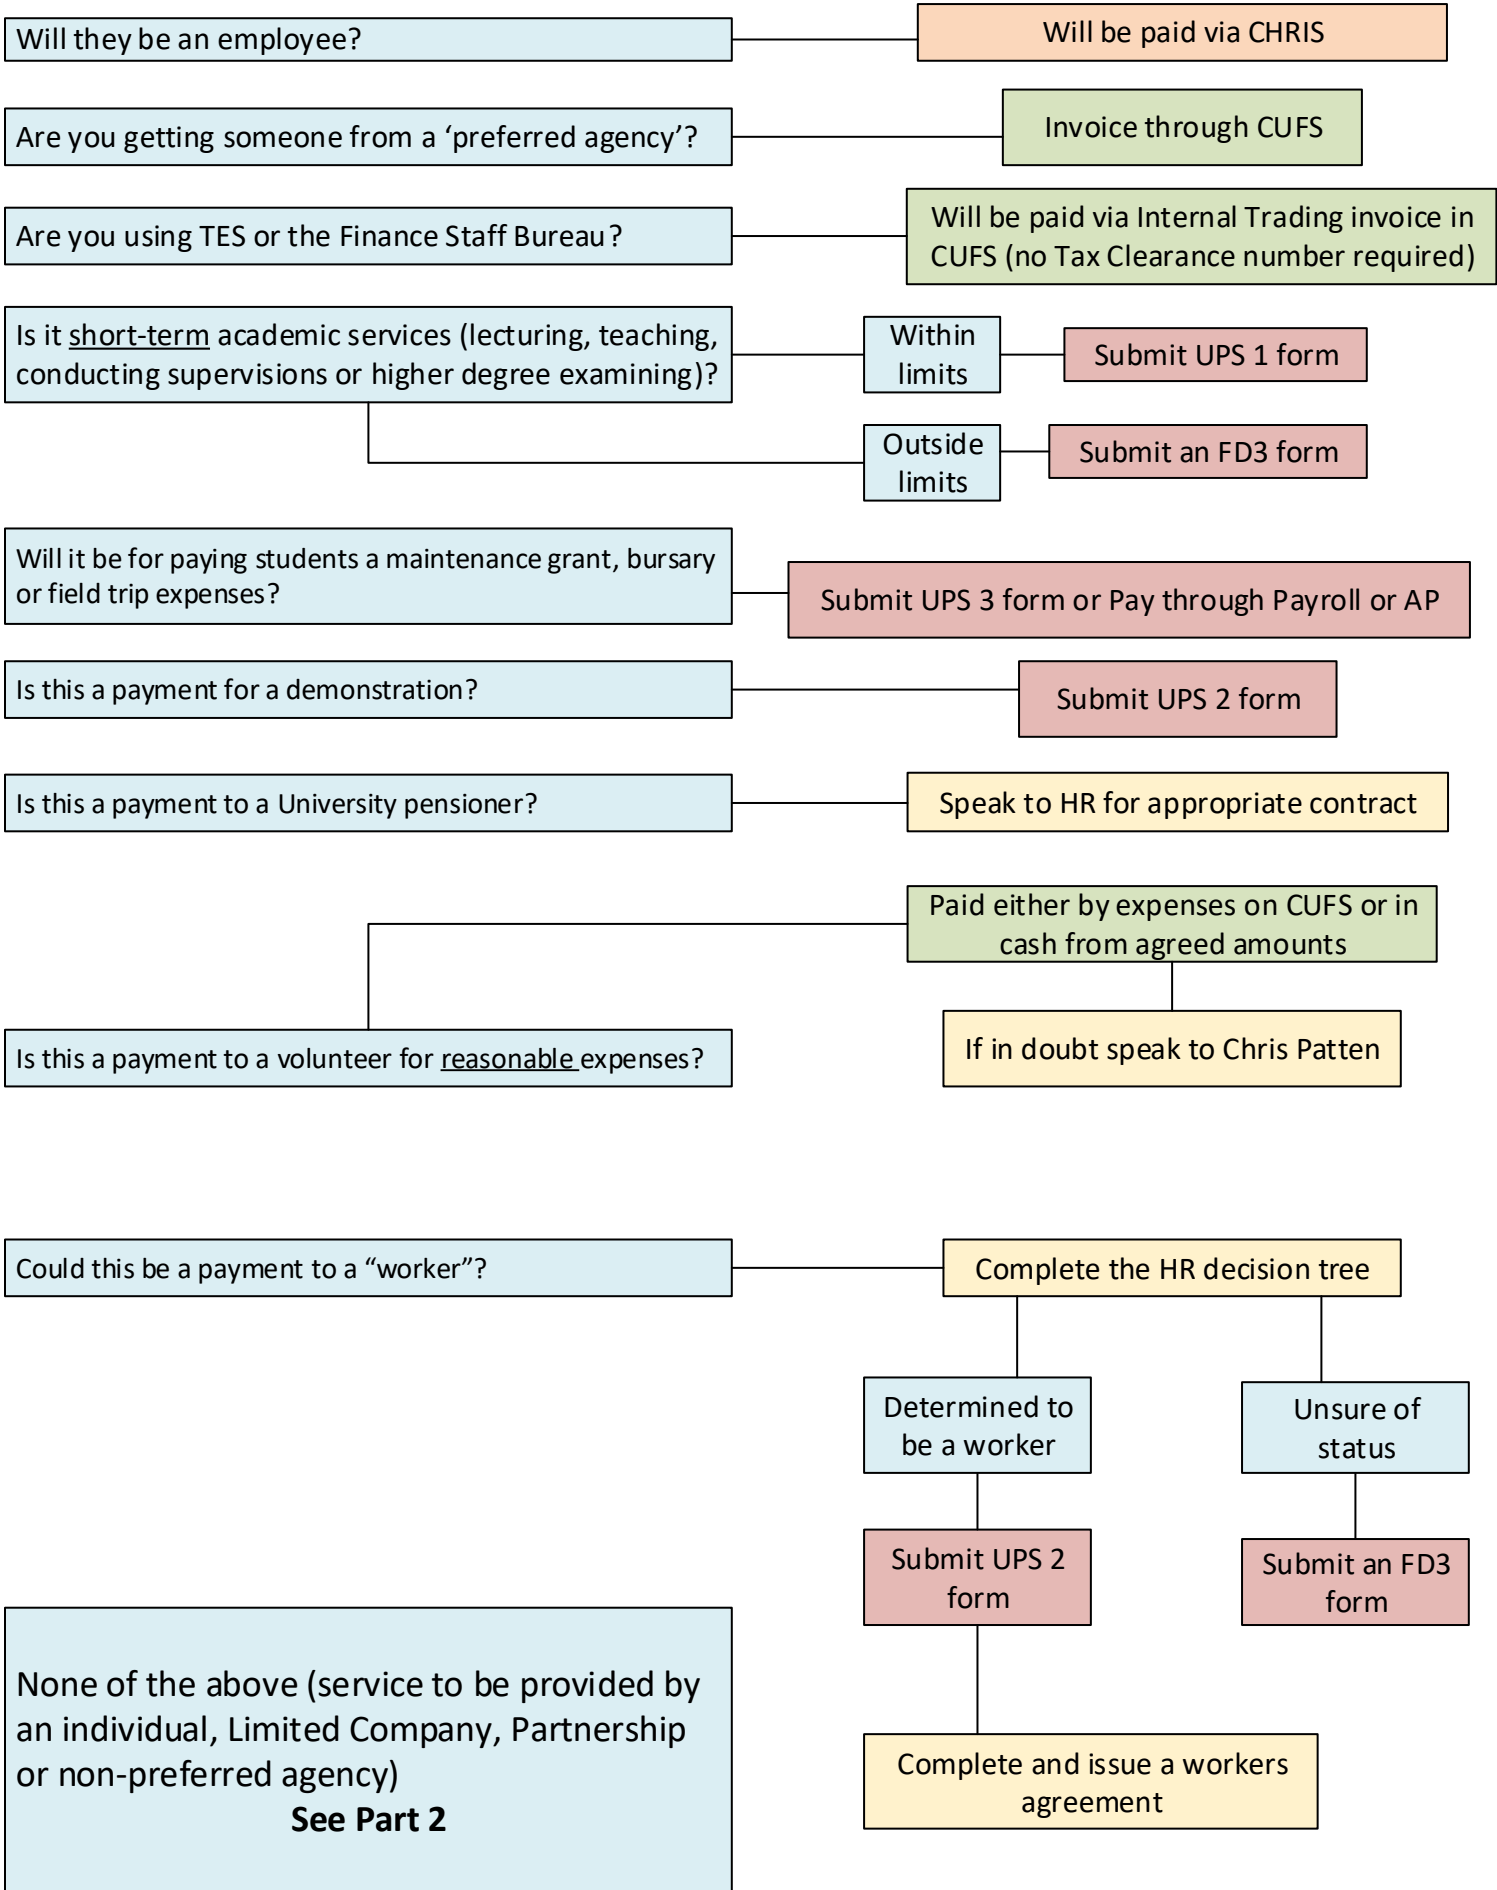 Will they be an employee?
Will be paid via CHRIS
Are you getting someone from a ‘preferred agency’?
Invoice through CUFS
Are you using TES or the Finance Staff Bureau?
Will be paid via Internal Trading invoice in
CUFS (no Tax Clearance number required)
Is it short-term academic services (lecturing, teaching,
conducting supervisions or higher degree examining)?
Within
limits
Submit UPS 1 form
Outside
limits
Submit an FD3 form
Will it be for paying students a maintenance grant, bursary
or field trip expenses?
Submit UPS 3 form or Pay through Payroll or AP
Is this a payment for a demonstration?
Submit UPS 2 form
Is this a payment to a University pensioner?
Speak to HR for appropriate contract
Paid either by expenses on CUFS or in
cash from agreed amounts
Is this a payment to a volunteer for reasonable expenses?
If in doubt speak to Chris Patten
Could this be a payment to a “worker”?
Complete the HR decision tree
Determined to
be a worker
Unsure of
status
Submit UPS 2
form
Submit an FD3
form
None of the above (service to be provided by
an individual, Limited Company, Partnership
or non-preferred agency)
See Part 2
Complete and issue a workers
agreement